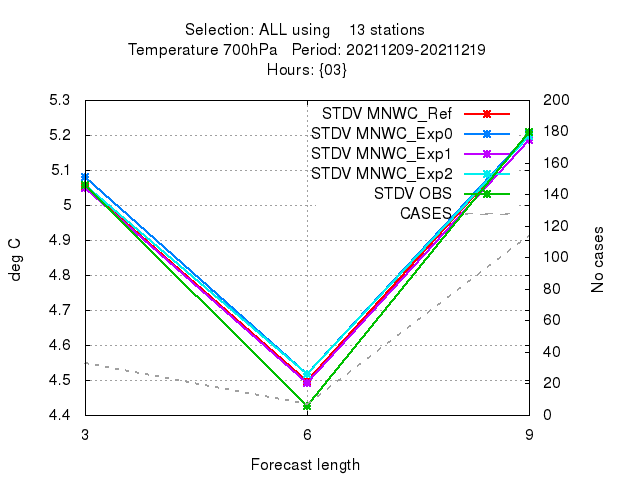 Selection: ALL using    13 stations
Temperature 700hPa   Period: 20211209-20211219
Hours: {03}
5.3
5.2
5.1
5
4.9
4.8
4.7
4.6
4.5
4.4
deg C
STDV MNWC_Ref
STDV MNWC_Exp0
STDV MNWC_Exp1
STDV MNWC_Exp2
STDV OBS
CASES
200
180
160
140
120
100
80
60
40
20
0
No cases
3 6 9
Forecast length